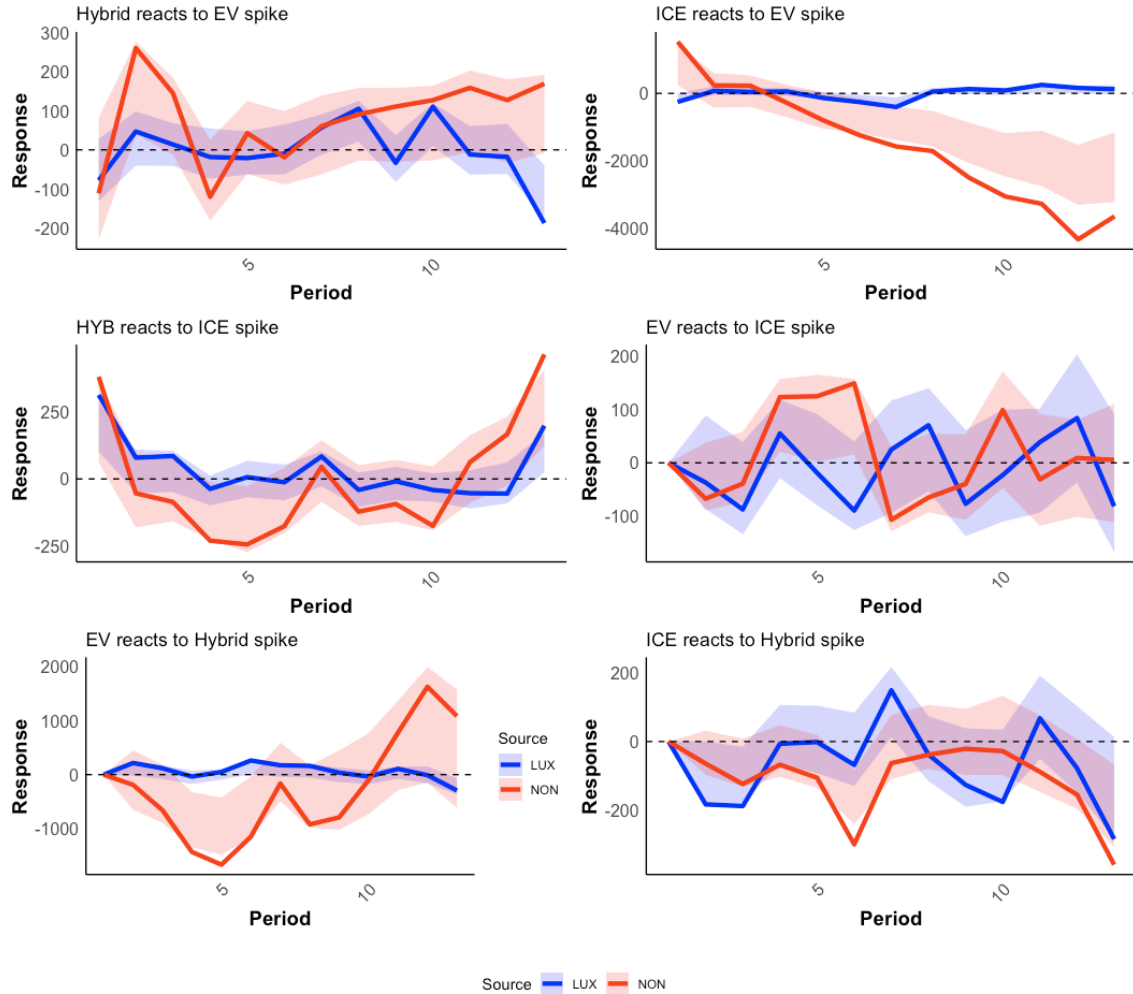 Hybrid reacts to EV spike
300
200
100
0
-100
-200
Response
5
10
Period
ICE reacts to EV spike
0
-2000
-4000
Response
5
10
Period
HYB reacts to ICE spike
250
0
-250
Response
5
10
Period
EV reacts to ICE spike
200
100
0
-100
Response
5
10
Period
EV reacts to Hybrid spike
2000
1000
0
-1000
Response
5
10
Period
Source
LUX
NON
ICE reacts to Hybrid spike
200
0
-200
Response
5
10
Period
Source LUX NON